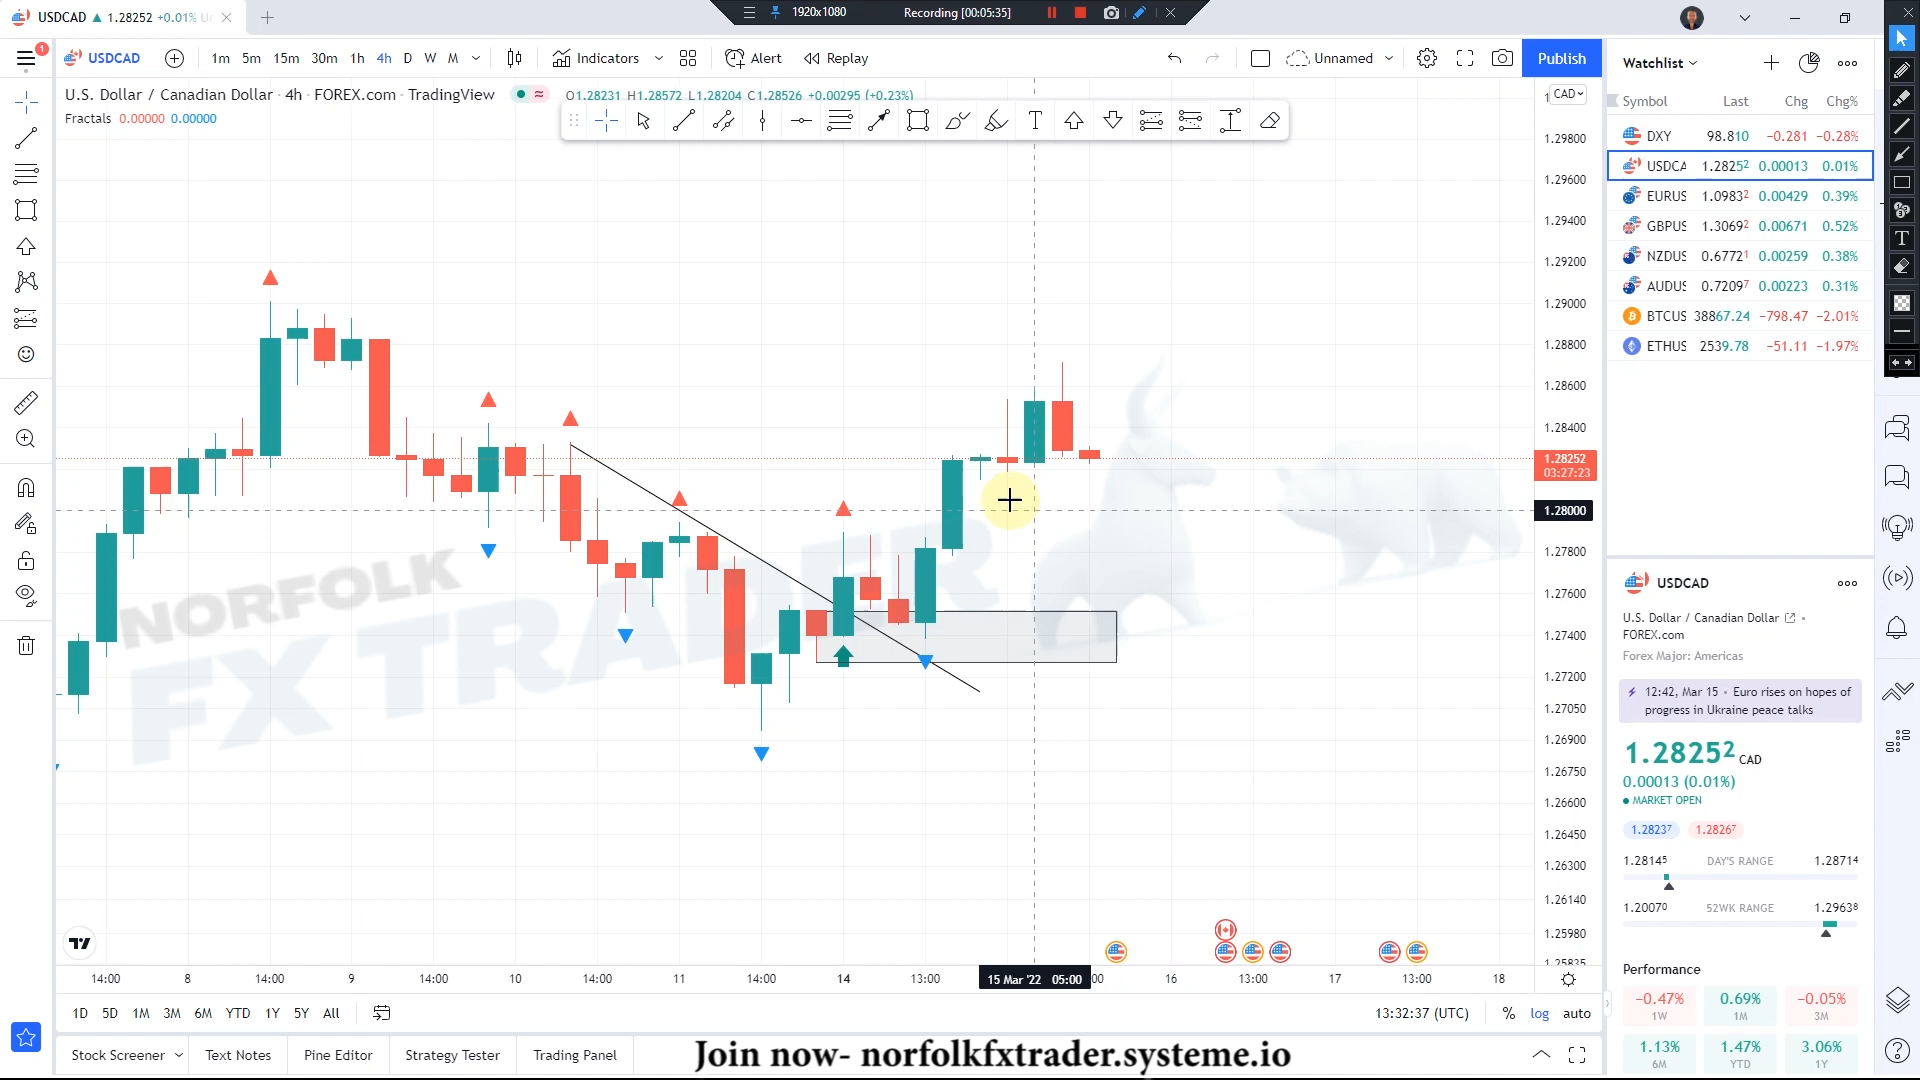 USDCAD ▲ 1.28252 +0.01%
1920x1080
Recording [00:05:35]
1
USDCAD
1m 5m 15m 30m 1h 4h D W M
Indicators
Alert
Replay
Unnamed
Publish
U.S. Dollar / Canadian Dollar · 4h · FOREX.com · TradingView
O1.28231 H1.28572 L1.28204 C1.28526 +0.00295 (+0.23%)
Fractals 0.00000 0.00000
CAD
1.29800
1.29600
1.29400
1.29200
1.29000
1.28800
1.28600
1.28400
1.28252
03:27:23
1.28000
1.27800
1.27600
1.27400
1.27200
1.27050
1.26900
1.26750
1.26600
1.26450
1.26300
1.26140
1.25980
1.25835
NORFOLK
FX TRADER
14:00 8 14:00 9 14:00 10 14:00 11 14:00 14 13:00 15 Mar '22 05:00 :00 16 13:00 17 13:00 18
1D 5D 1M 3M 6M YTD 1Y 5Y All
13:32:37 (UTC)
% log auto
Stock Screener
Text Notes
Pine Editor
Strategy Tester
Trading Panel
Join now- norfolkfxtrader.systeme.io
Watchlist
Symbol Last Chg Chg%
DXY 98.810 −0.281 −0.28%
USDCA 1.28252 0.00013 0.01%
EURUS 1.09832 0.00429 0.39%
GBPUS 1.30692 0.00671 0.52%
NZDUS 0.67721 0.00259 0.38%
AUDUS 0.72097 0.00223 0.31%
BTCUS 38867.24 −798.47 −2.01%
ETHUS 2539.78 −51.11 −1.97%
USDCAD
U.S. Dollar / Canadian Dollar
FOREX.com
Forex Major: Americas
12:42, Mar 15 • Euro rises on hopes of
progress in Ukraine peace talks
1.28252 CAD
0.00013 (0.01%)
MARKET OPEN
1.28237 1.28267
1.28145 DAY'S RANGE 1.28714
1.20070 52WK RANGE 1.29638
Performance
−0.47% 0.69% −0.05%
1W 1M 3M
1.13% 1.47% 3.06%
6M YTD 1Y